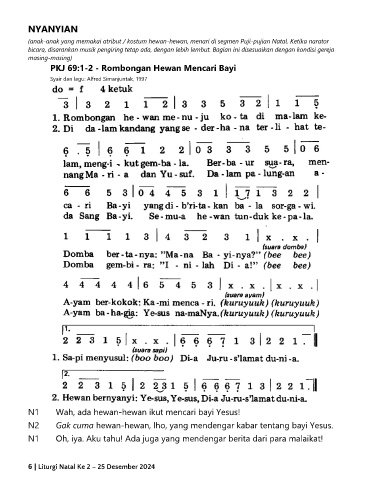 NYANYIAN
(anak-anak yang memakai atribut / kostum hewan-hewan, menari di segmen Puji-pujian Natal. Ketika narator
bicara, disarankan musik pengiring tetap ada, dengan lebih lembut. Bagian ini disesuaikan dengan kondisi gereja
masing-masing)
PKJ 69:1-2 - Rombongan Hewan Mencari Bayi
Syair dan lagu: Alfred Simanjuntak, 1997
do = f 4 ketuk
3 | 3 2 1 1 2 | 3 3 5 3 2 | 1 1 5
1. Rombongan he - wan me - nu - ju ko - ta di ma - lam ke-
2. Di da - lam kandang yang se - der - ha - na ter - li - hat te-
6 . 5 | 6 6 1 2 2 | 0 3 3 3 5 5 | 0 6
lam, meng - i - kut gem - ba - la. Ber - ba - ur sua - ra, men-
nang Ma - ri - a dan Yu - suf. Da - lam pa - lung - an a -
6 6 5 3 | 0 4 4 5 3 1 | 1 7 1 3 2 2 |
ca - ri Ba - yi yang di - b'ri - ta - kan ba - la sor - ga - wi.
da Sang Ba - yi. Se - mu - a he - wan tun - duk ke - pa - la.
1 1 1 1 3 | 4 3 2 3 1 | x . x . |
(suara domba)
Domba ber - ta - nya: "Ma - na Ba - yi - nya?" (bee bee)
Domba gem - bi - ra; "I - ni - lah Di - a!" (bee bee)
4 4 4 4 4 | 6 5 4 5 3 | x . x . | x . x . |
(suara ayam)
A - yam ber - kokok: Ka - mi menca - ri. (kuruyuuk) (kuruyuuk)
A - yam ba - ha - gia: Ye - sus na - maNya. (kuruyuuk) (kuruyuuk)
1.
2 2 3 1 5 | x . x . | 6 6 6 7 1 3 | 2 2 1 .
(suara sapi)
1. Sa - pi menyusul: (boo boo) Di - a Ju - ru - s'lamat du - ni - a.
2.
2 2 3 1 5 | 2 2 3 1 5 | 6 6 6 7 1 3 | 2 2 1 .
2. Hewan bernyanyi: Ye - sus, Ye - sus, Di - a Ju - ru - s'lamat du - ni - a.
N1 Wah, ada hewan-hewan ikut mencari bayi Yesus!
N2 Gak cuma hewan-hewan, lho, yang mendengar kabar tentang bayi Yesus.
N1 Oh, iya. Aku tahu! Ada juga yang mendengar berita dari para malaikat!
6 | Liturgi Natal Ke 2 – 25 Desember 2024